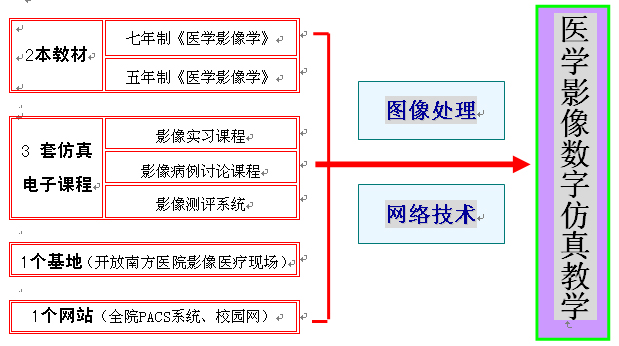 2本教材
七年制《医学影像学》
五年制《医学影像学》
3 套仿真
电子课程
影像实习课程
影像病例讨论课程
影像测评系统
1个基地（开放南方医院影像医疗现场）
1个网站（全院PACS系统、校园网）
图像处理
网络技术
医学影像数字仿真教学